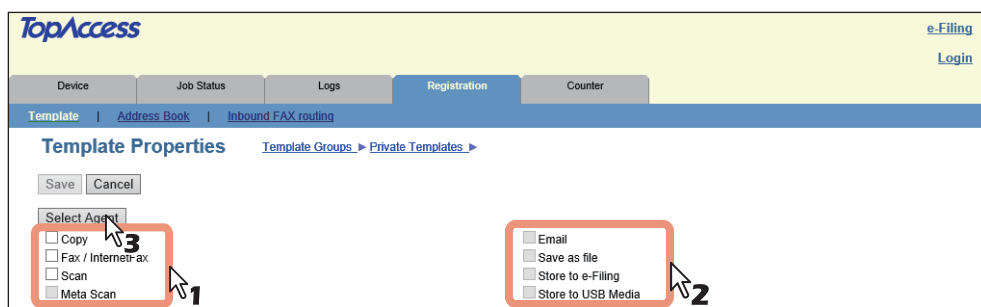 TopAccess
e-Filing
Login
Device Job Status Logs Registration Counter
Template | Address Book | Inbound FAX routing
Template Properties Template Groups ▶ Private Templates ▶
Save Cancel
Select Agent
3
Copy
Fax / InternetFax
Scan
Meta Scan
1
Email
Save as file
Store to e-Filing
Store to USB Media
2